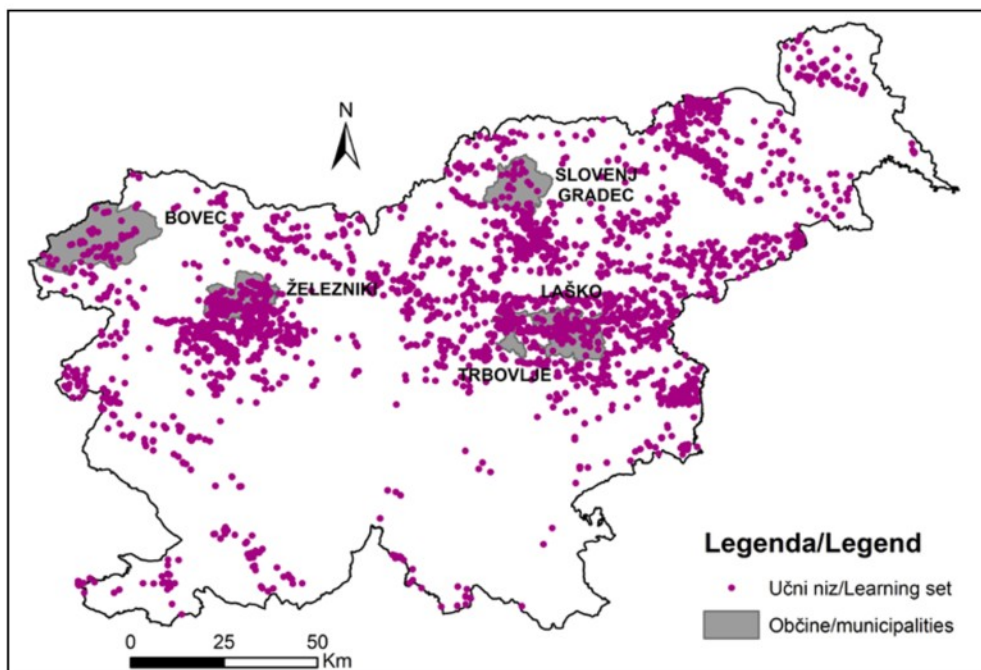 N
SLOVENJ
GRADEC
BOVEC
ŽELEZNIKI
LAŠKO
TRBOVLJE
Legenda/Legend
Učni niz/Learning set
Občine/municipalities
0 25 50
Km